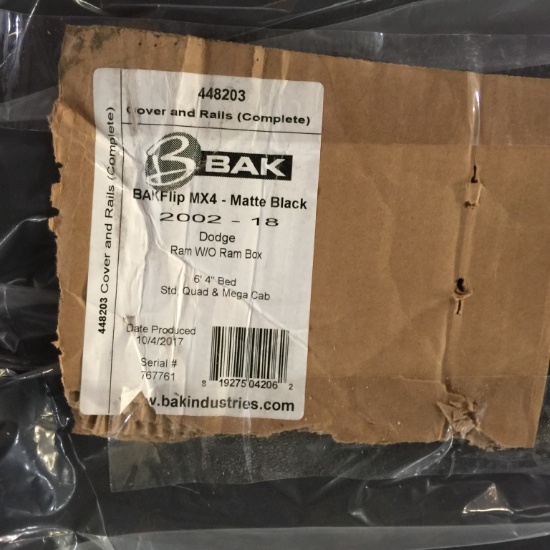 448203
Cover and Rails (Complete)
BAK
BAKFlip MX4 - Matte Black
2002 - 18
Dodge
Ram W/O Ram Box
6' 4" Bed
Std, Quad & Mega Cab
Date Produced
10/4/2017
Serial #
767761
8 19275 04206 2
www.bakindustries.com
448203 Cover and Rails (Complete)